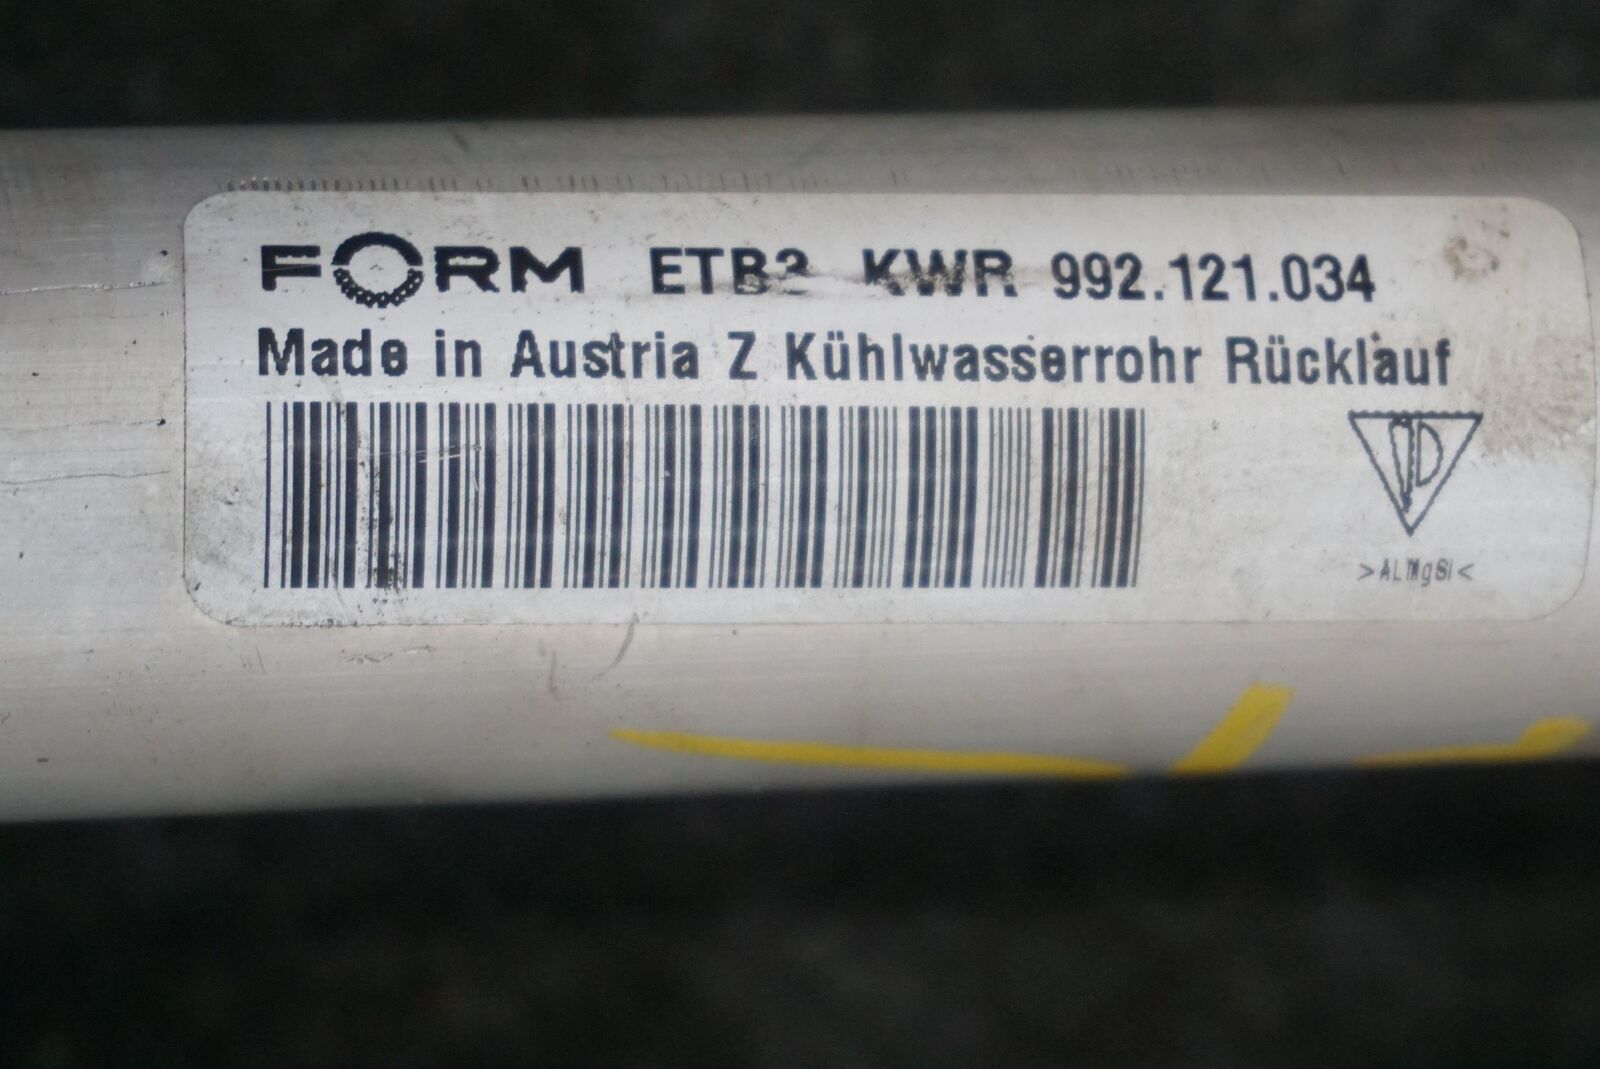 FORM ETB2 KWR 992.121.034
Made in Austria Z Kühlwasserrohr Rücklauf
>ALMgSi<